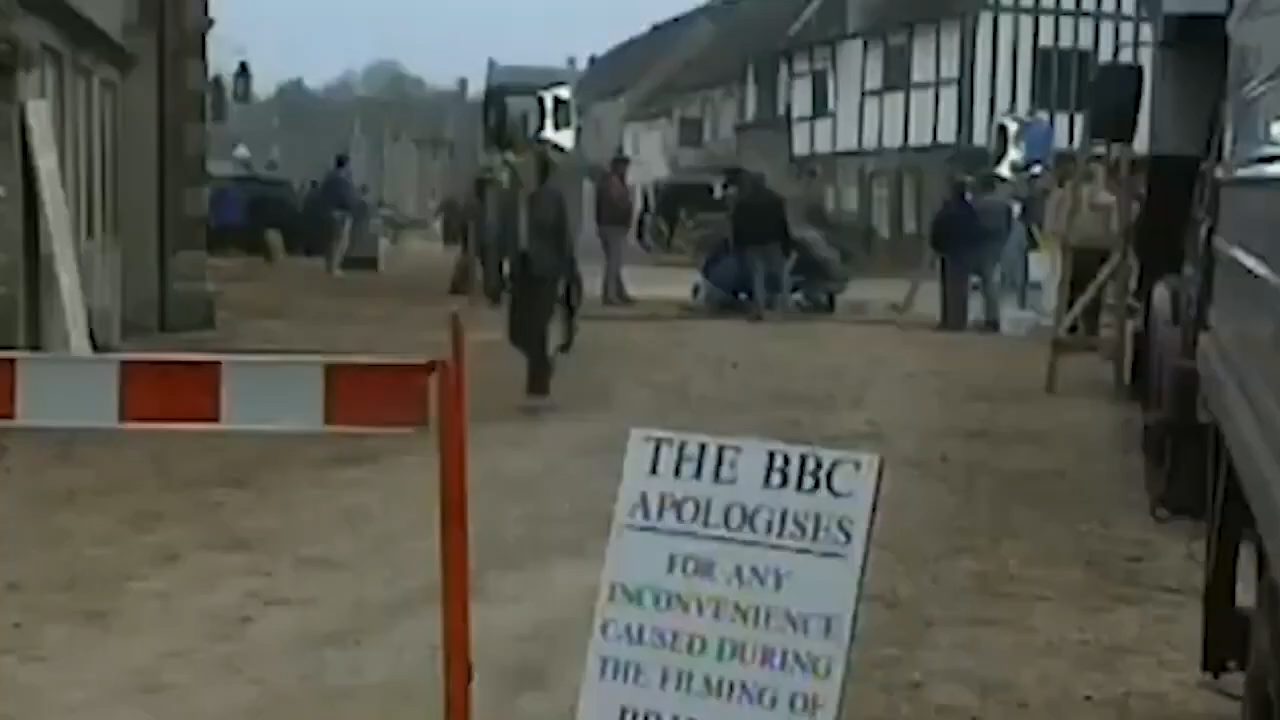 THE BBC
APOLOGISES
FOR ANY
INCONVENIENCE
CAUSED DURING
THE FILMING OF